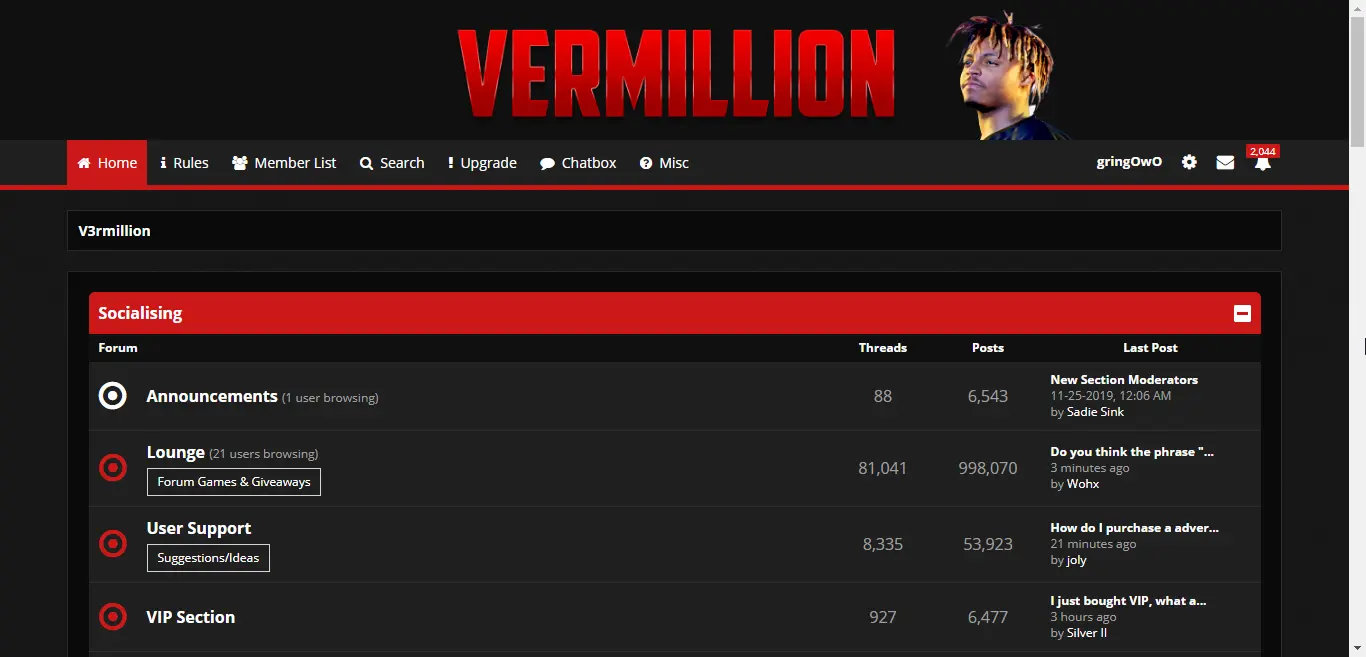 VERMILLION
Home Rules Member List Search Upgrade Chatbox Misc gringOwO 2,044
V3rmillion
Socialising
Forum Threads Posts Last Post
Announcements (1 user browsing) 88 6,543
New Section Moderators
11-25-2019, 12:06 AM
by Sadie Sink
Lounge (21 users browsing) 81,041 998,070
Forum Games & Giveaways
Do you think the phrase "...
3 minutes ago
by Wohx
User Support 8,335 53,923
Suggestions/Ideas
How do I purchase a adver...
21 minutes ago
by joly
VIP Section 927 6,477
I just bought VIP, what a...
3 hours ago
by Silver II